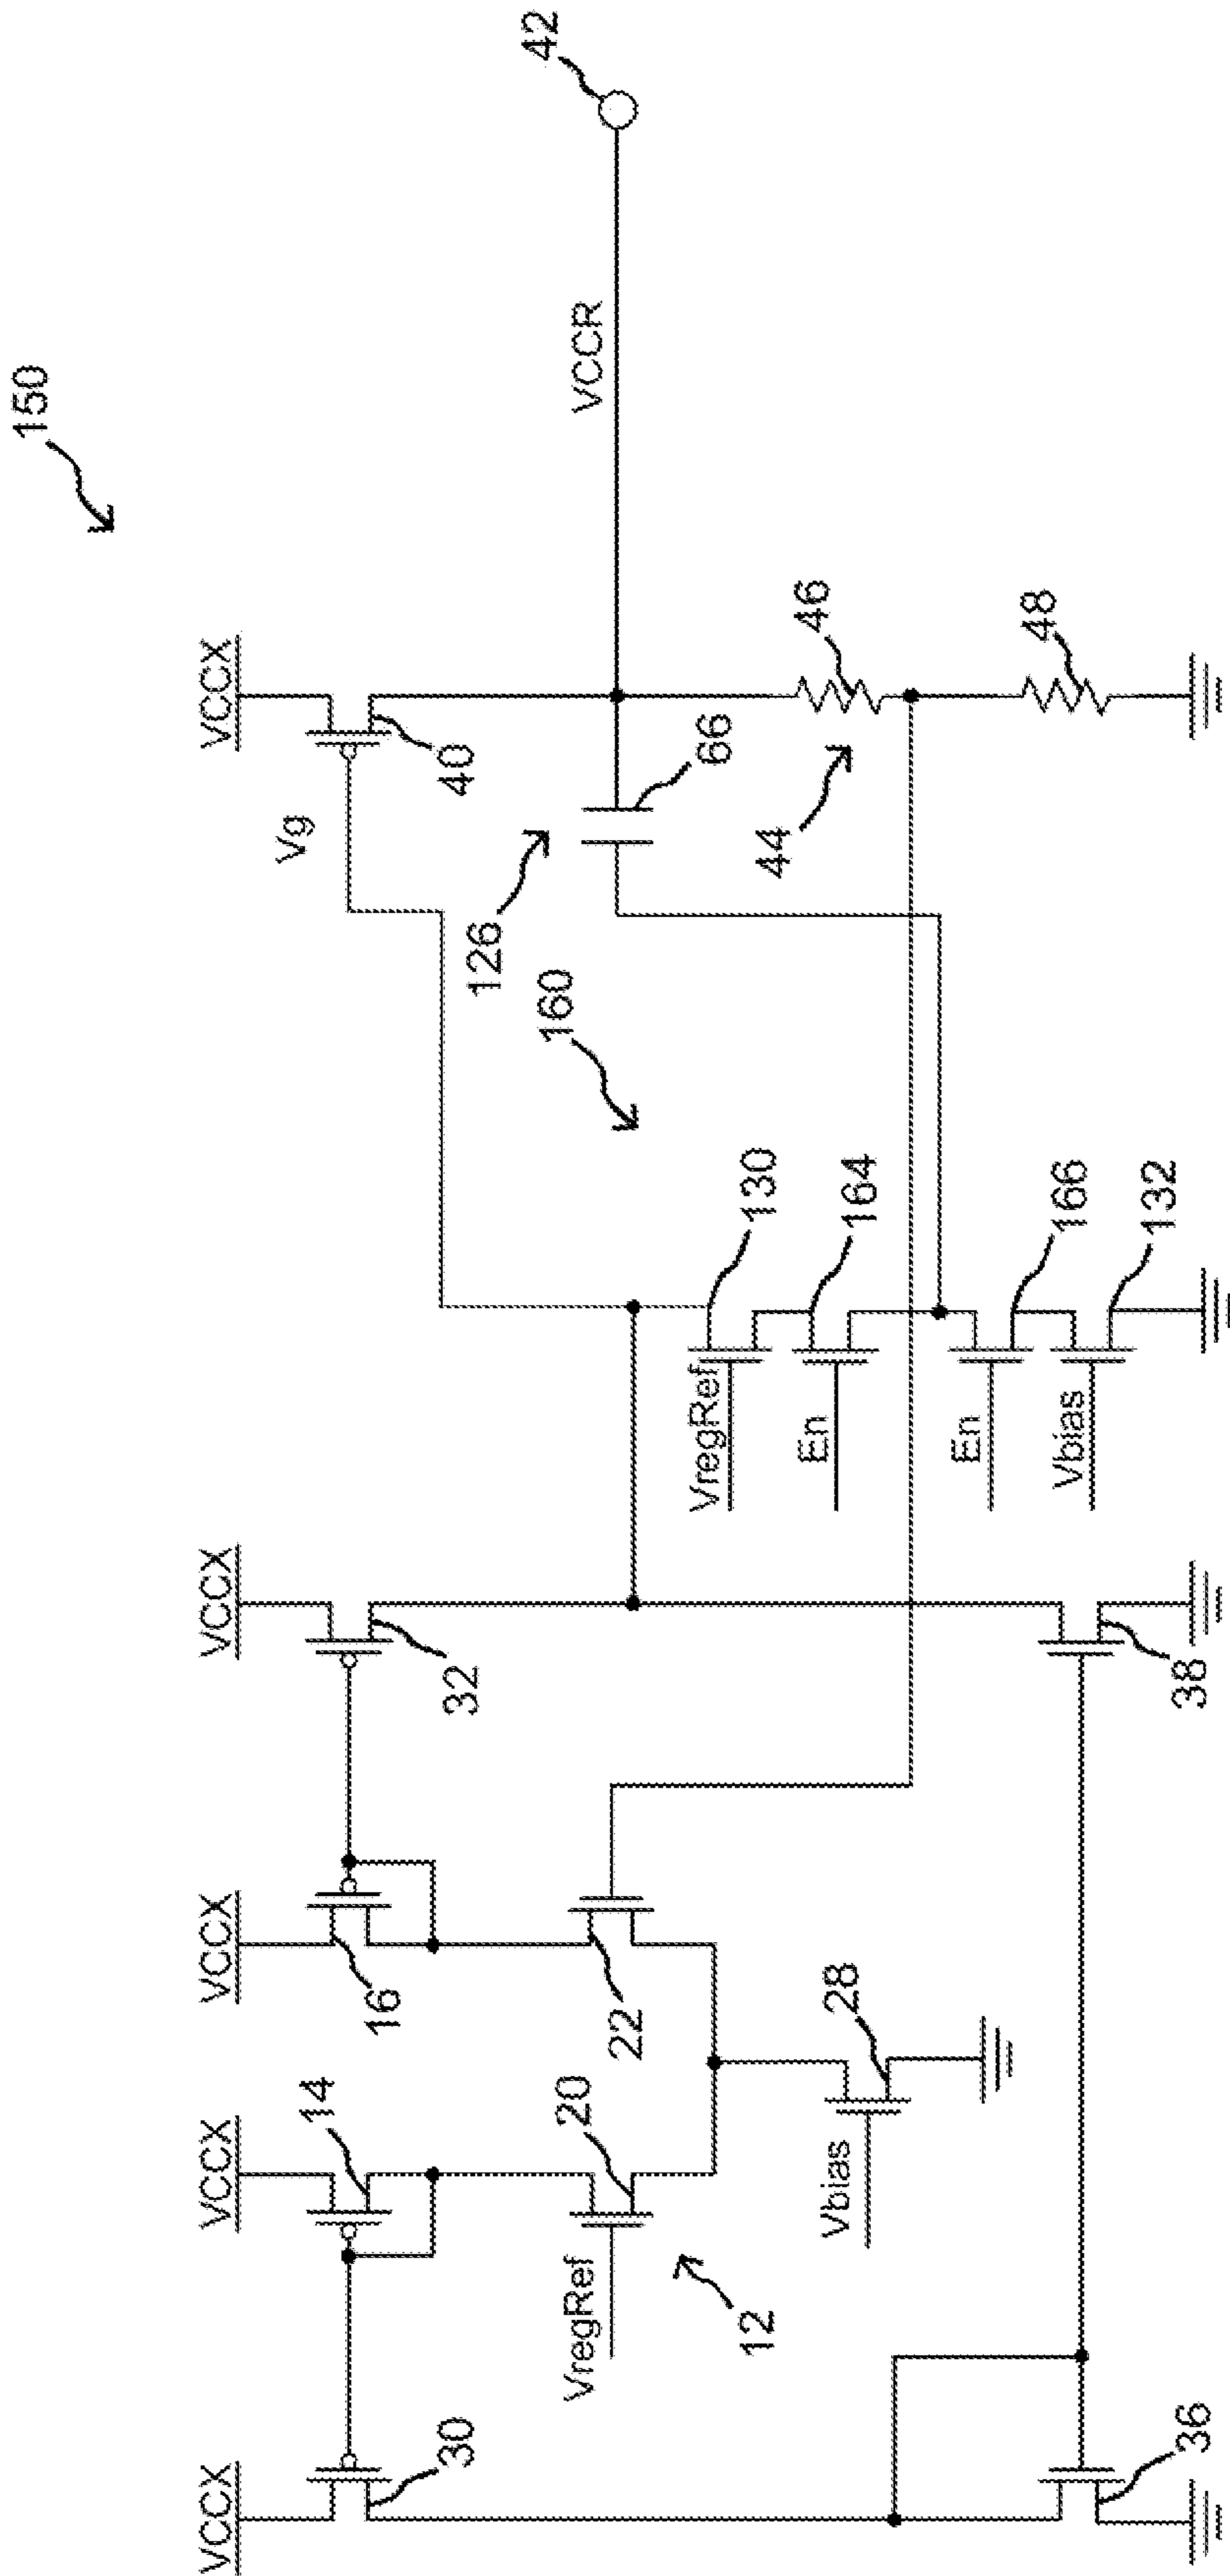 150
VCCX
VCCX
VCCX
VCCX
VCCX
30
14
16
32
40
Vg
VCCR
42
VregRef
20
22
12
Vbias
28
126
66
160
130
VregRef
164
En
44
46
En
166
Vbias
132
48
36
38